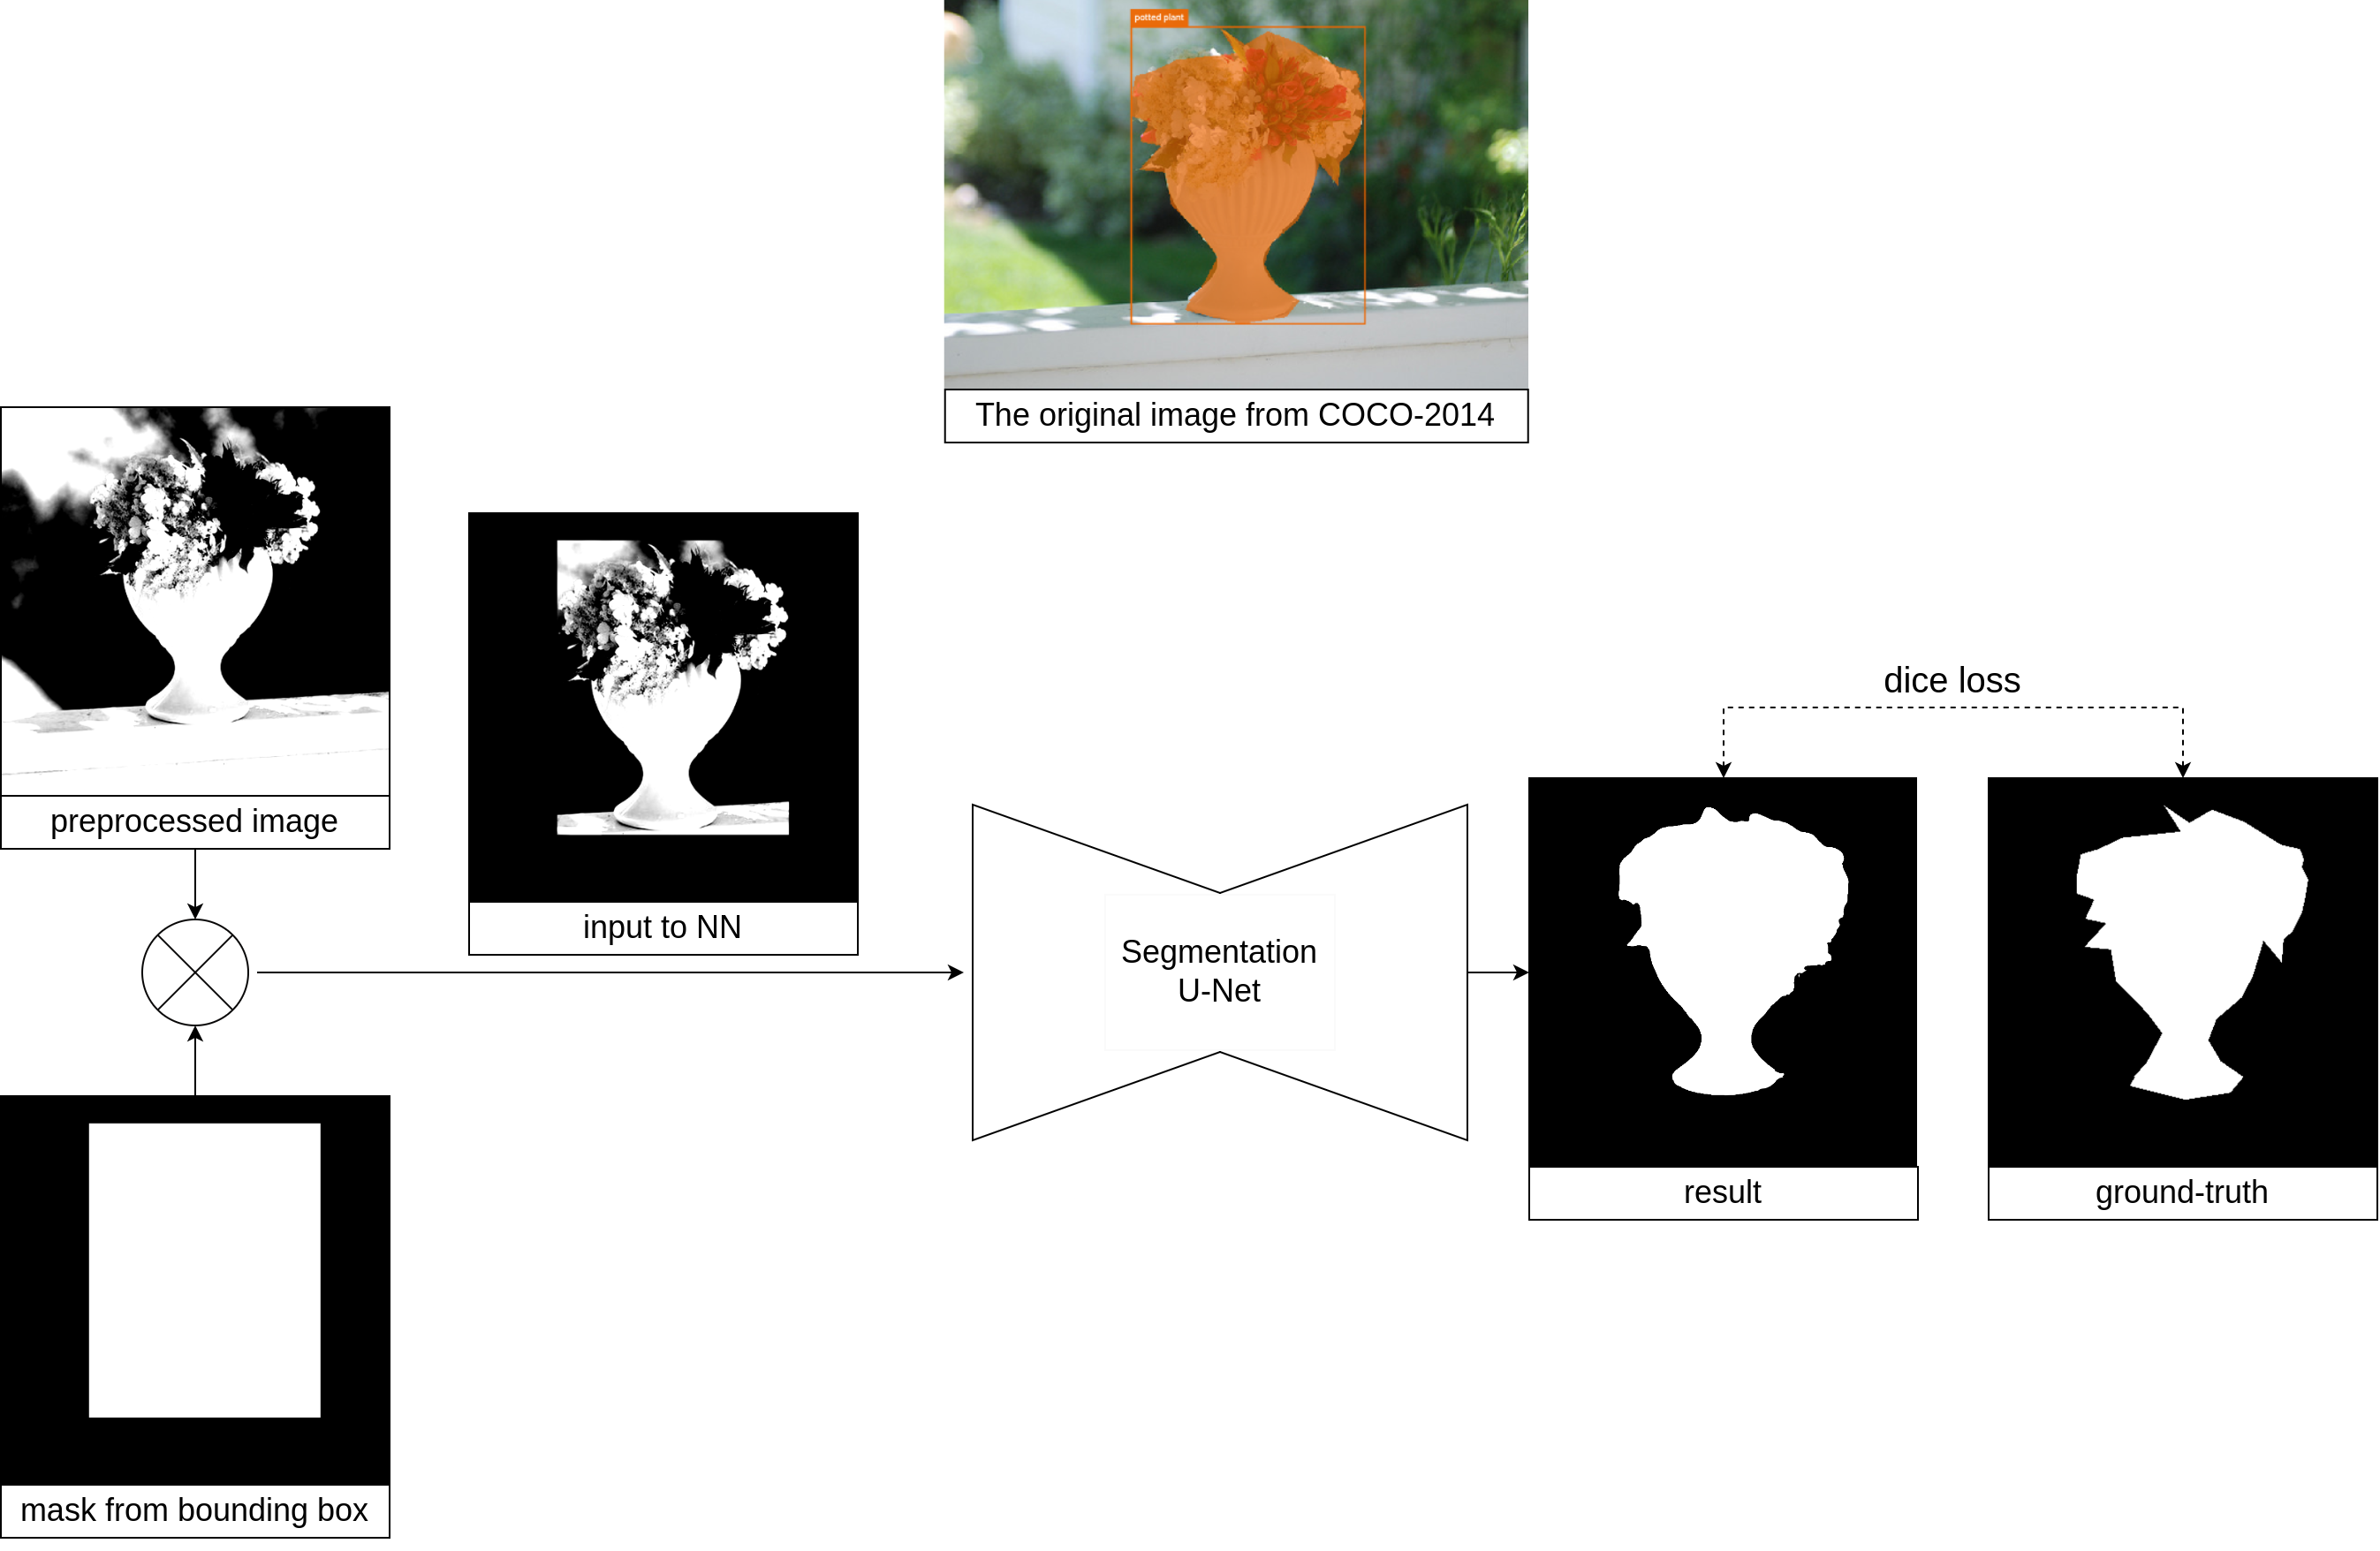 potted plant
The original image from COCO-2014
preprocessed image
input to NN
dice loss
Segmentation
U-Net
result
ground-truth
mask from bounding box